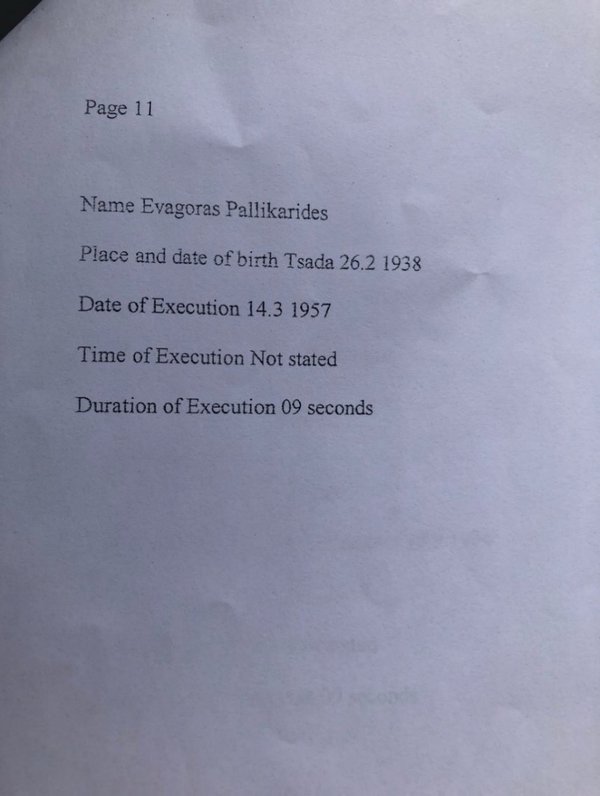 Page 11
Name Evagoras Pallikarides
Place and date of birth Tsada 26.2 1938
Date of Execution 14.3 1957
Time of Execution Not stated
Duration of Execution 09 seconds